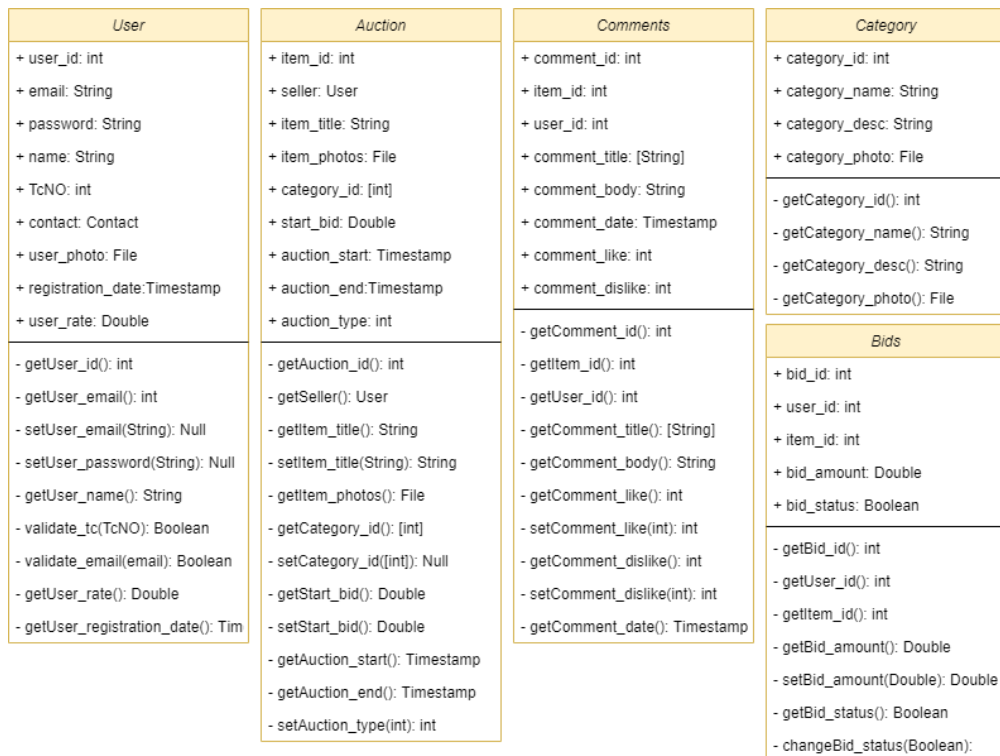 User
+ user_id: int
+ email: String
+ password: String
+ name: String
+ TcNO: int
+ contact: Contact
+ user_photo: File
+ registration_date:Timestamp
+ user_rate: Double
- getUser_id(): int
- getUser_email(): int
- setUser_email(String): Null
- setUser_password(String): Null
- getUser_name(): String
- validate_tc(TcNO): Boolean
- validate_email(email): Boolean
- getUser_rate(): Double
- getUser_registration_date(): Tim
Auction
+ item_id: int
+ seller: User
+ item_title: String
+ item_photos: File
+ category_id: [int]
+ start_bid: Double
+ auction_start: Timestamp
+ auction_end:Timestamp
+ auction_type: int
- getAuction_id(): int
- getSeller(): User
- getItem_title(): String
- setItem_title(String): String
- getItem_photos(): File
- getCategory_id(): [int]
- setCategory_id([int]): Null
- getStart_bid(): Double
- setStart_bid(): Double
- getAuction_start(): Timestamp
- getAuction_end(): Timestamp
- setAuction_type(int): int
Comments
+ comment_id: int
+ item_id: int
+ user_id: int
+ comment_title: [String]
+ comment_body: String
+ comment_date: Timestamp
+ comment_like: int
+ comment_dislike: int
- getComment_id(): int
- getItem_id(): int
- getUser_id(): int
- getComment_title(): [String]
- getComment_body(): String
- getComment_like(): int
- setComment_like(int): int
- getComment_dislike(): int
- setComment_dislike(int): int
- getComment_date(): Timestamp
Category
+ category_id: int
+ category_name: String
+ category_desc: String
+ category_photo: File
- getCategory_id(): int
- getCategory_name(): String
- getCategory_desc(): String
- getCategory_photo(): File
Bids
+ bid_id: int
+ user_id: int
+ item_id: int
+ bid_amount: Double
+ bid_status: Boolean
- getBid_id(): int
- getUser_id(): int
- getItem_id(): int
- getBid_amount(): Double
- setBid_amount(Double): Double
- getBid_status(): Boolean
- changeBid_status(Boolean):